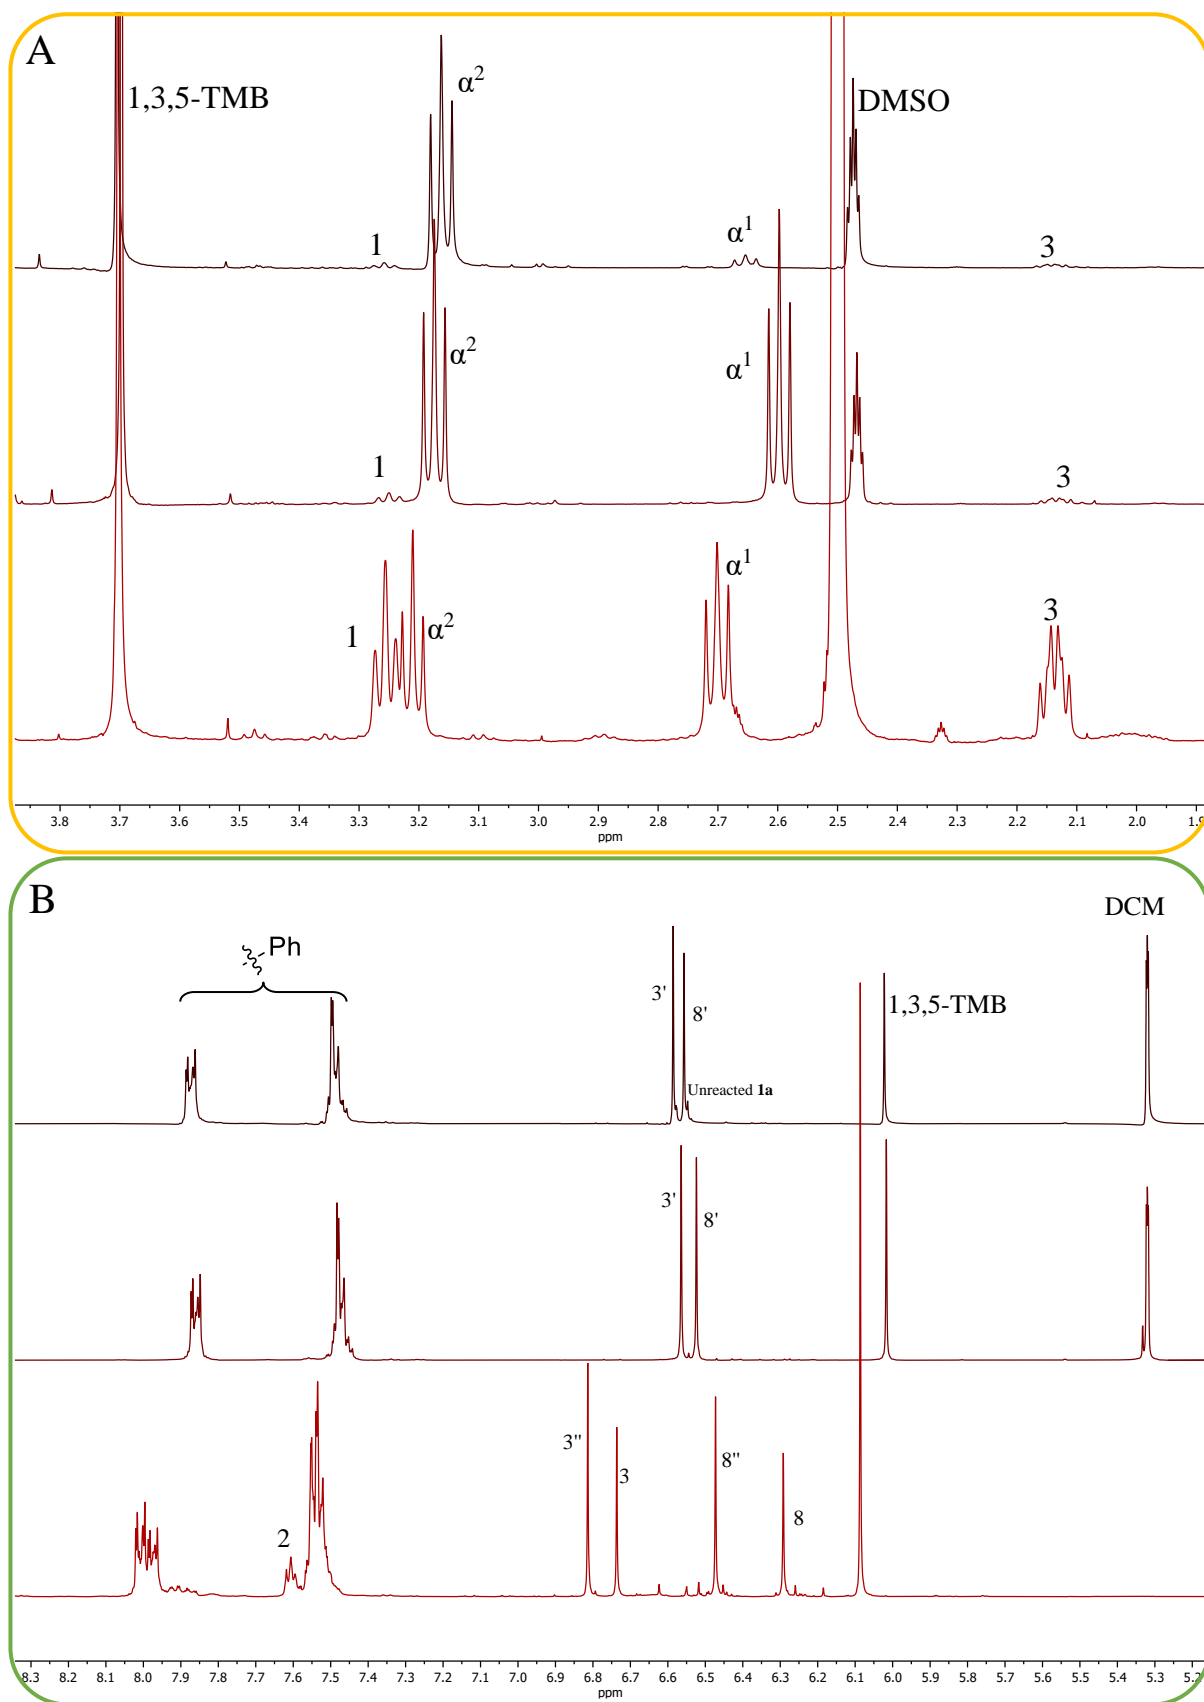 A
1,3,5-TMB
α²
DMSO
1
α¹
3
α²
α¹
1
3
α¹
1
α²
3
3.8 3.7 3.6 3.5 3.4 3.3 3.2 3.1 3.0 2.9 2.8 2.7 2.6 2.5 2.4 2.3 2.2 2.1 2.0 1.9
ppm
B
DCM
Ph
3'
8'
1,3,5-TMB
Unreacted 1a
3'
8'
3''
3
8''
2
8
8.3 8.2 8.1 8.0 7.9 7.8 7.7 7.6 7.5 7.4 7.3 7.2 7.1 7.0 6.9 6.8 6.7 6.6 6.5 6.4 6.3 6.2 6.1 6.0 5.9 5.8 5.7 5.6 5.5 5.4 5.3 5.2
ppm